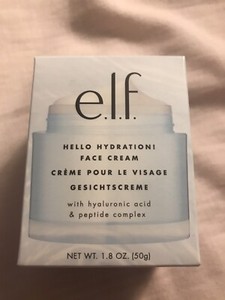 e.l.f.
HELLO HYDRATION!
FACE CREAM
CRÈME POUR LE VISAGE
GESICHTSCREME
with hyaluronic acid
& peptide complex
NET WT. 1.8 OZ. (50g)